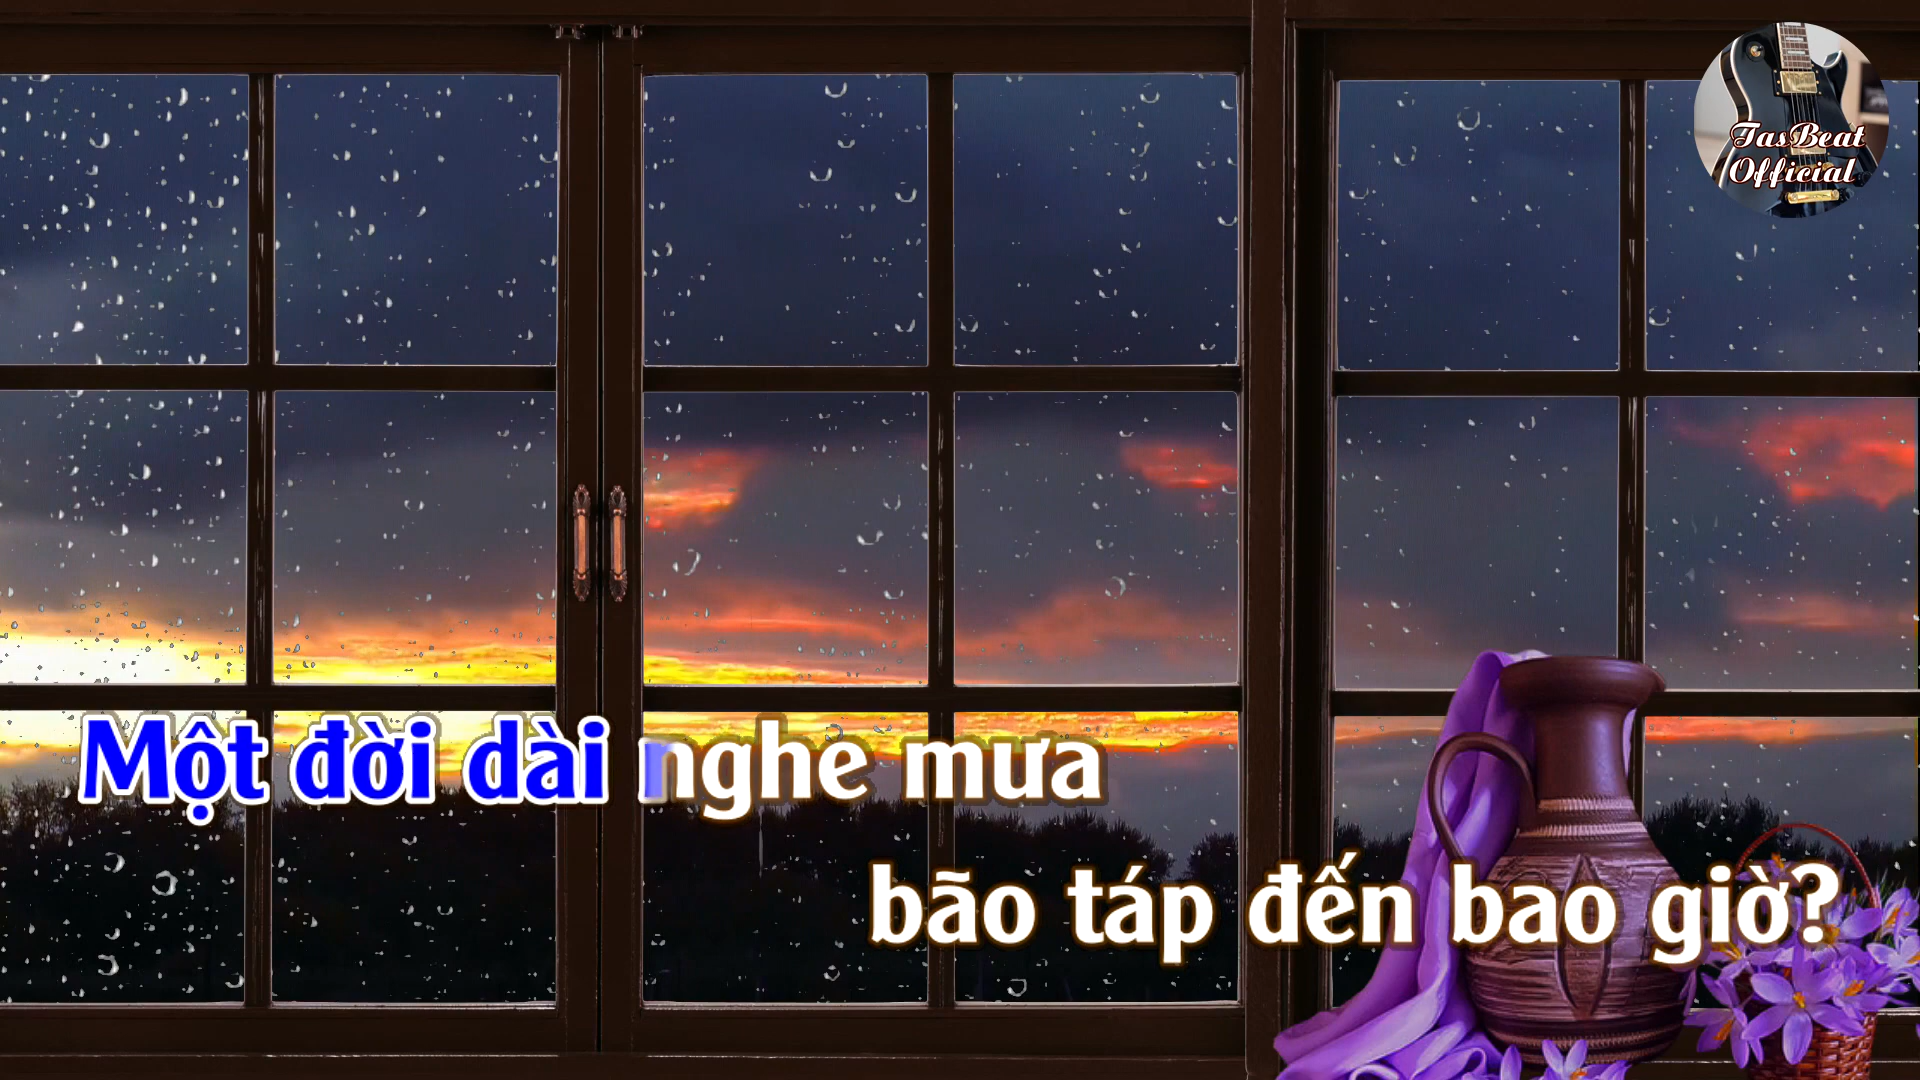 TasBeat
Official
Một đời dài nghe mưa
bão táp đến bao giờ?